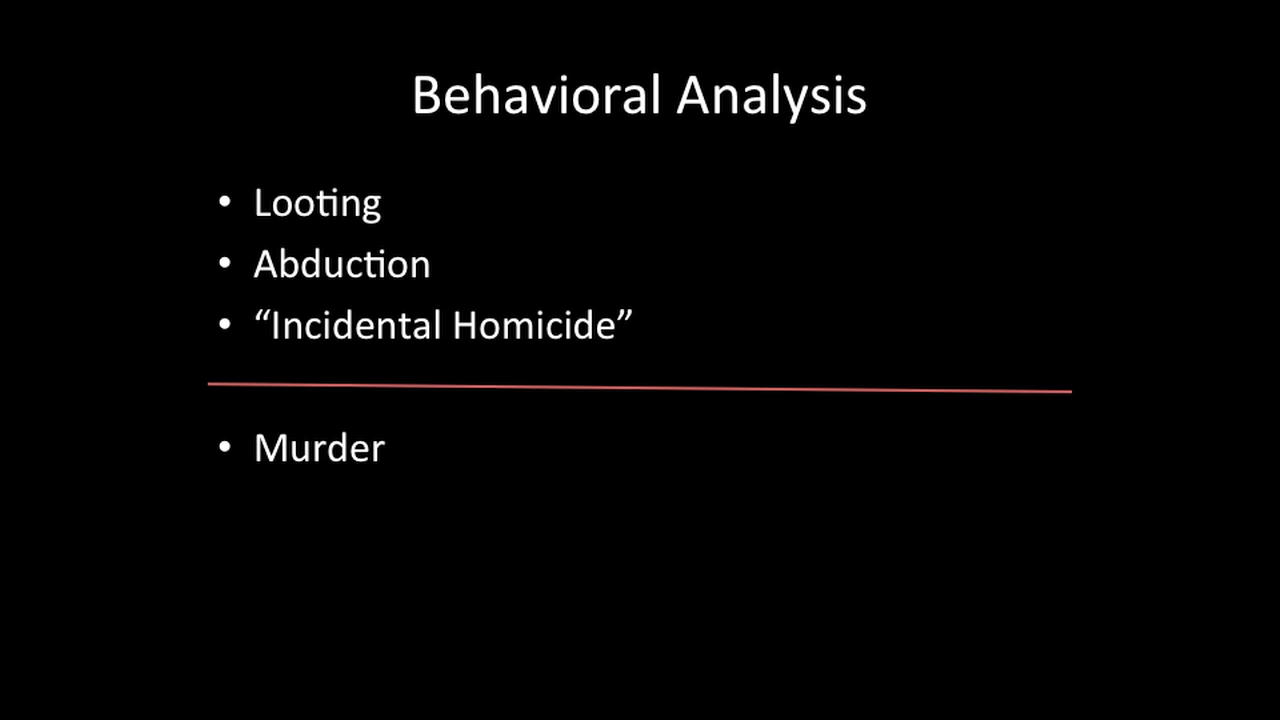 Behavioral Analysis
• Looting
• Abduction
• “Incidental Homicide”
• Murder